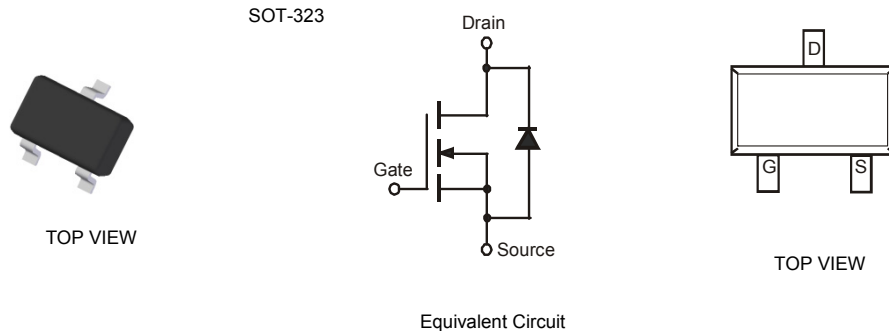 SOT-323
Drain
D
Gate
G
S
Source
TOP VIEW
TOP VIEW
Equivalent Circuit